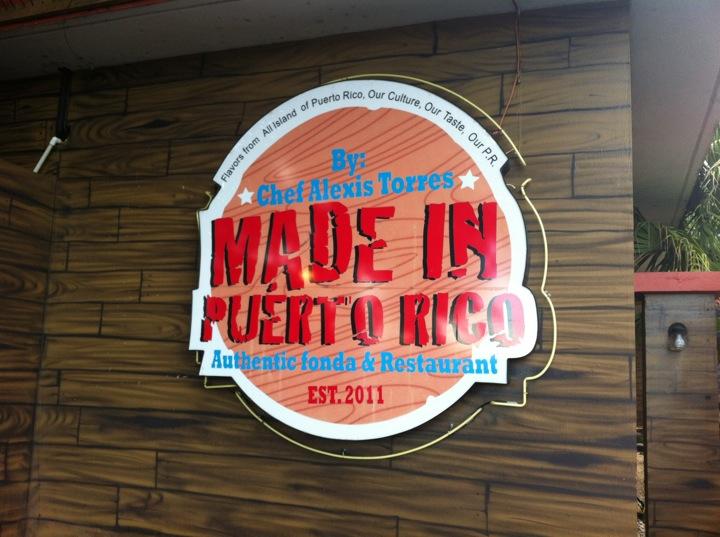 Flavors from All Island of Puerto Rico, Our Culture, Our Taste, Our P.R.
By:
Chef Alexis Torres
MADE IN
PUÉRTO RICO
Authentic fonda & Restaurant
EST. 2011